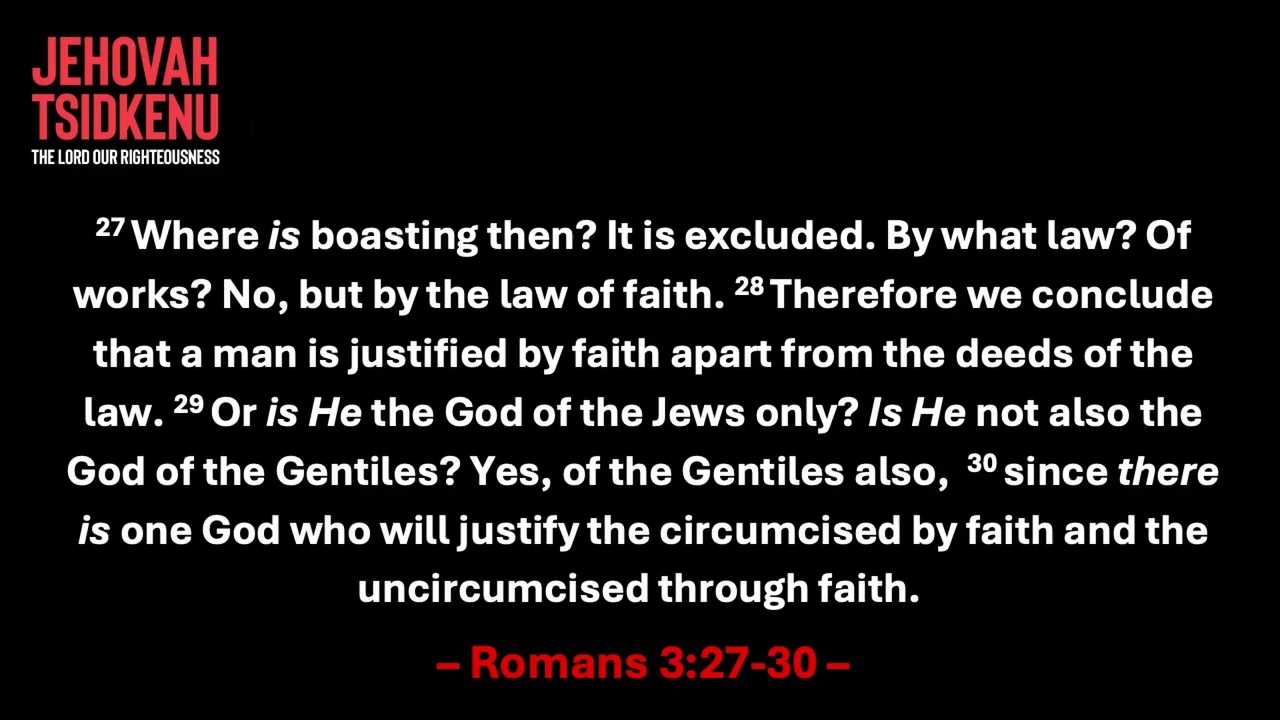 JEHOVAH
TSIDKENU
THE LORD OUR RIGHTEOUSNESS
27 Where is boasting then? It is excluded. By what law? Of
works? No, but by the law of faith. 28 Therefore we conclude
that a man is justified by faith apart from the deeds of the
law. 29 Or is He the God of the Jews only? Is He not also the
God of the Gentiles? Yes, of the Gentiles also, 30 since there
is one God who will justify the circumcised by faith and the
uncircumcised through faith.
– Romans 3:27-30 –